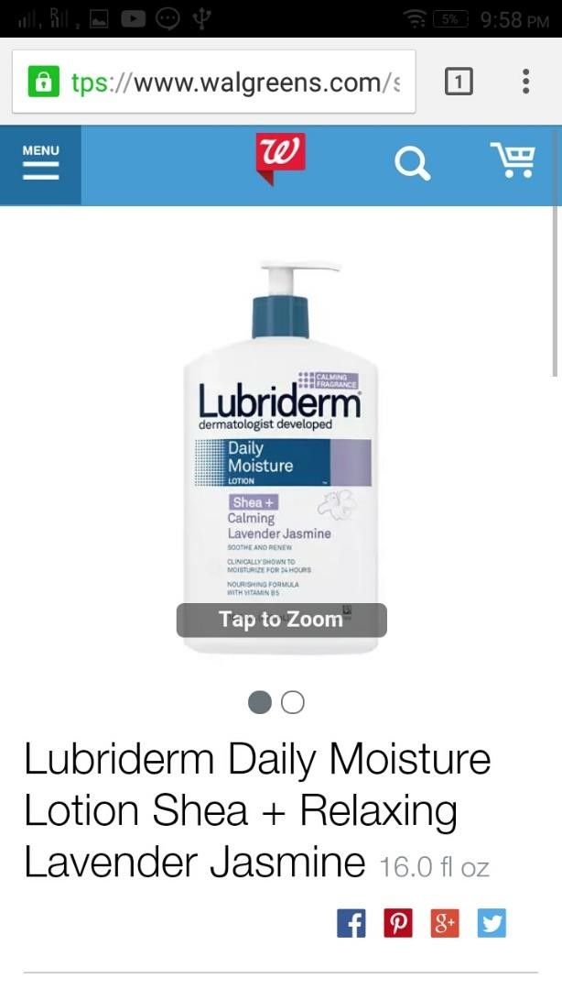 5% 9:58 PM
tps://www.walgreens.com/s
1
MENU
W
CALMING
FRAGRANCE
Lubriderm
dermatologist developed
Daily
Moisture
LOTION
Shea +
Calming
Lavender Jasmine
SOOTHE AND RENEW
CLINICALLY SHOWN TO
MOISTURIZE FOR 24 HOURS
NOURISHING FORMULA
WITH VITAMIN B5
Tap to Zoom
Lubriderm Daily Moisture
Lotion Shea + Relaxing
Lavender Jasmine 16.0 fl oz
f g+